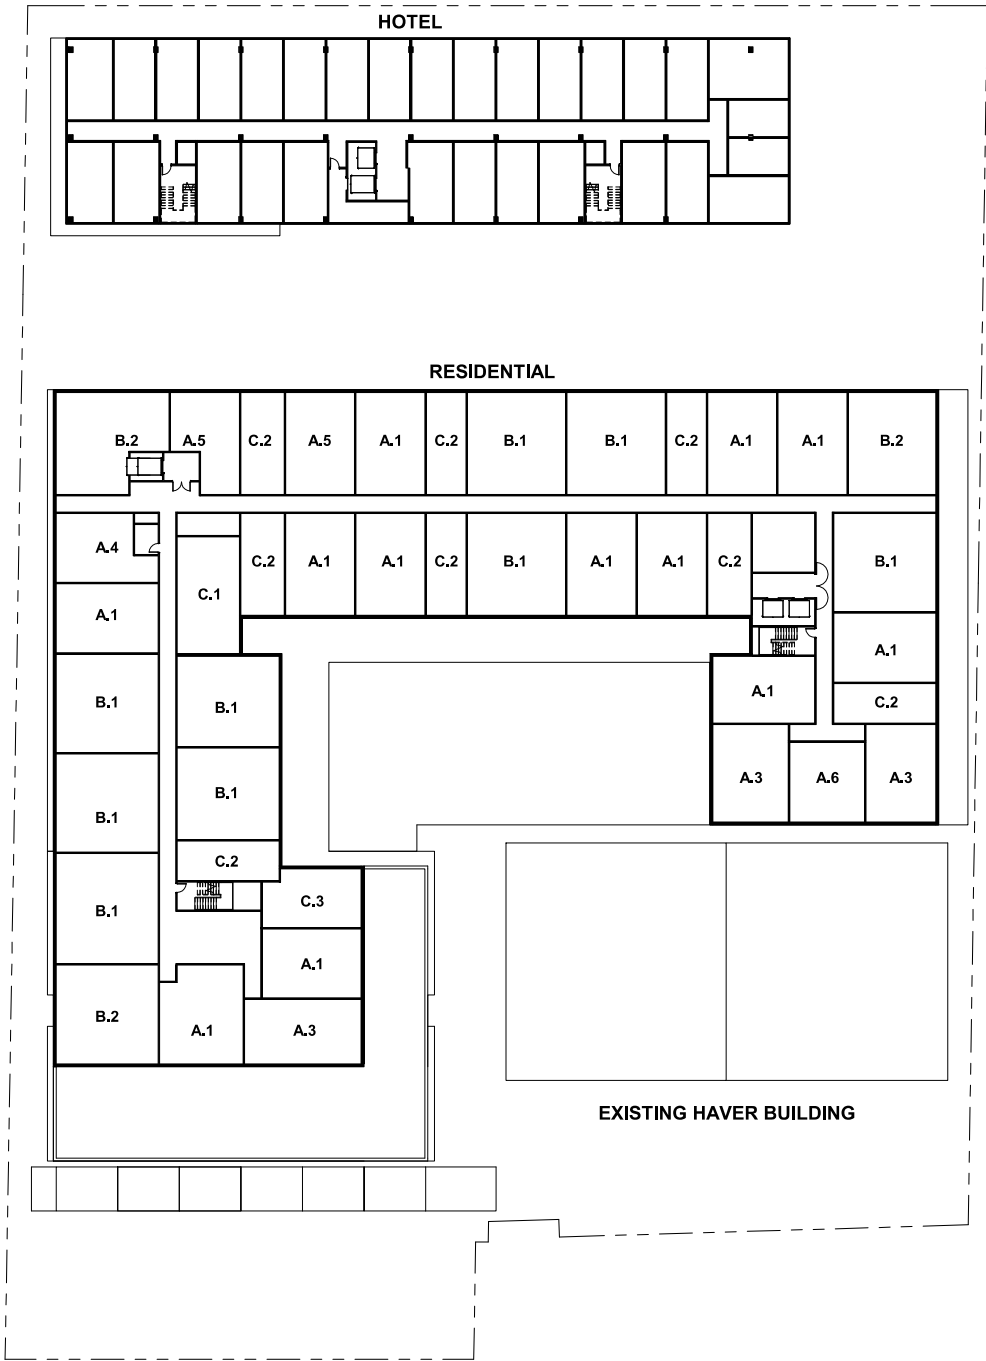 HOTEL
RESIDENTIAL
B.2 A.5 C.2 A.5 A.1 C.2 B.1 B.1 C.2 A.1 A.1 B.2
A.4 C.2 A.1 A.1 C.2 B.1 A.1 A.1 C.2 B.1
C.1
A.1
A.1
A.1
B.1 B.1 C.2
A.3 A.6 A.3
B.1 B.1
C.2
B.1 C.3
A.1
B.2 A.1 A.3
EXISTING HAVER BUILDING